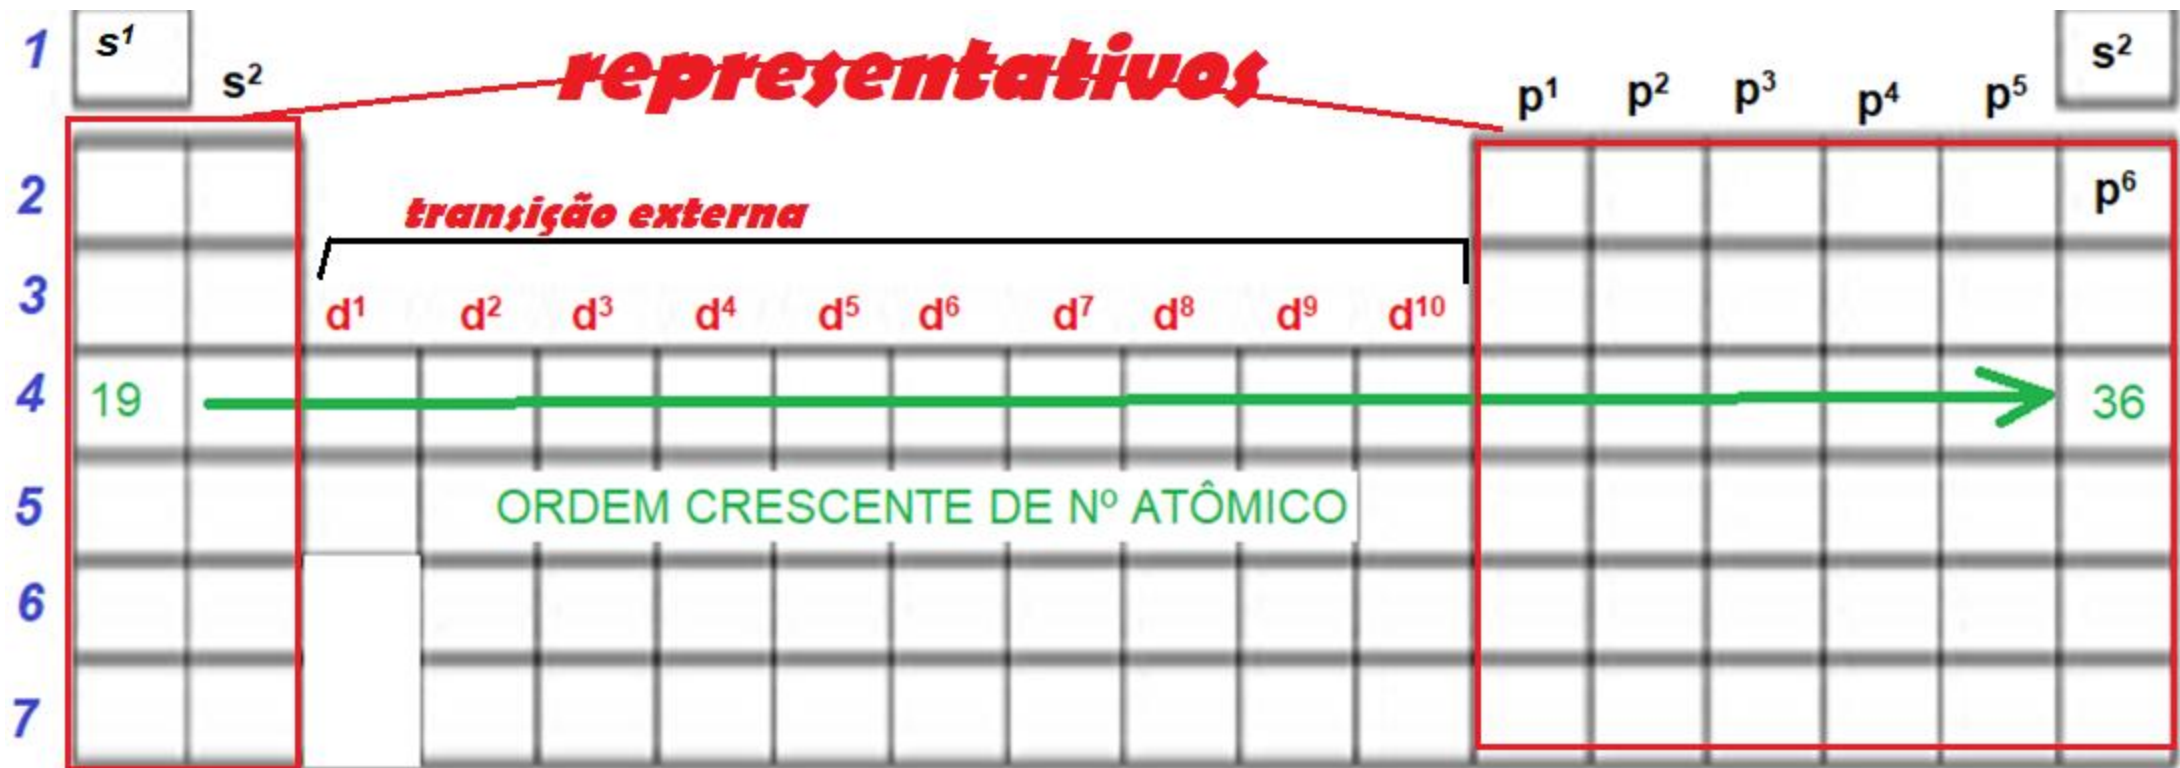 1 s¹ representativos s²
s² p¹ p² p³ p⁴ p⁵
2 transição externa p⁶
3 d¹ d² d³ d⁴ d⁵ d⁶ d⁷ d⁸ d⁹ d¹⁰
4 19 36
5 ORDEM CRESCENTE DE Nº ATÔMICO
6
7